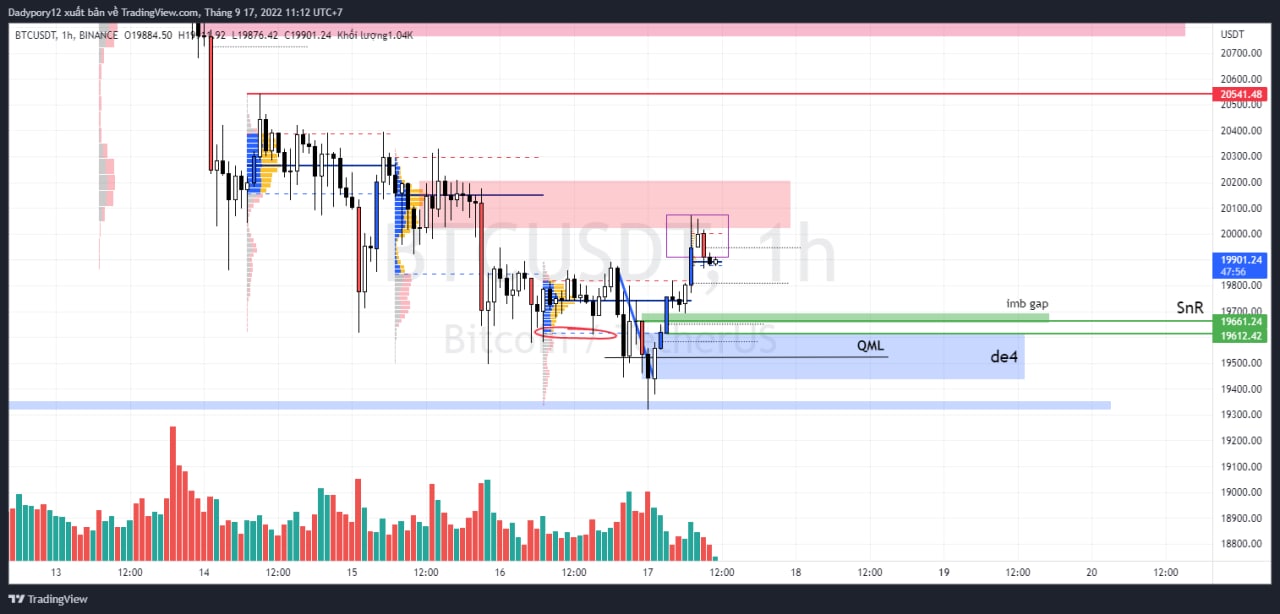 Dadypory12 xuất bản về TradingView.com, Tháng 9 17, 2022 11:12 UTC+7
BTCUSDT, 1h, BINANCE O19884.50 L19876.42 C19901.24 Khối lượng1.04K
USDT
20700.00
20600.00
20541.48
20500.00
20400.00
20300.00
20200.00
20100.00
20000.00
19901.24
47:56
19800.00
19700.00
19661.24
19612.42
19500.00
19400.00
19300.00
19200.00
19100.00
19000.00
18900.00
18800.00
BTCUSDT, 1h
Bitcoin / TetherUS
imb gap
SnR
QML
de4
13 12:00 14 12:00 15 12:00 16 12:00 17 12:00 18 12:00 19 12:00 20 12:00
TradingView